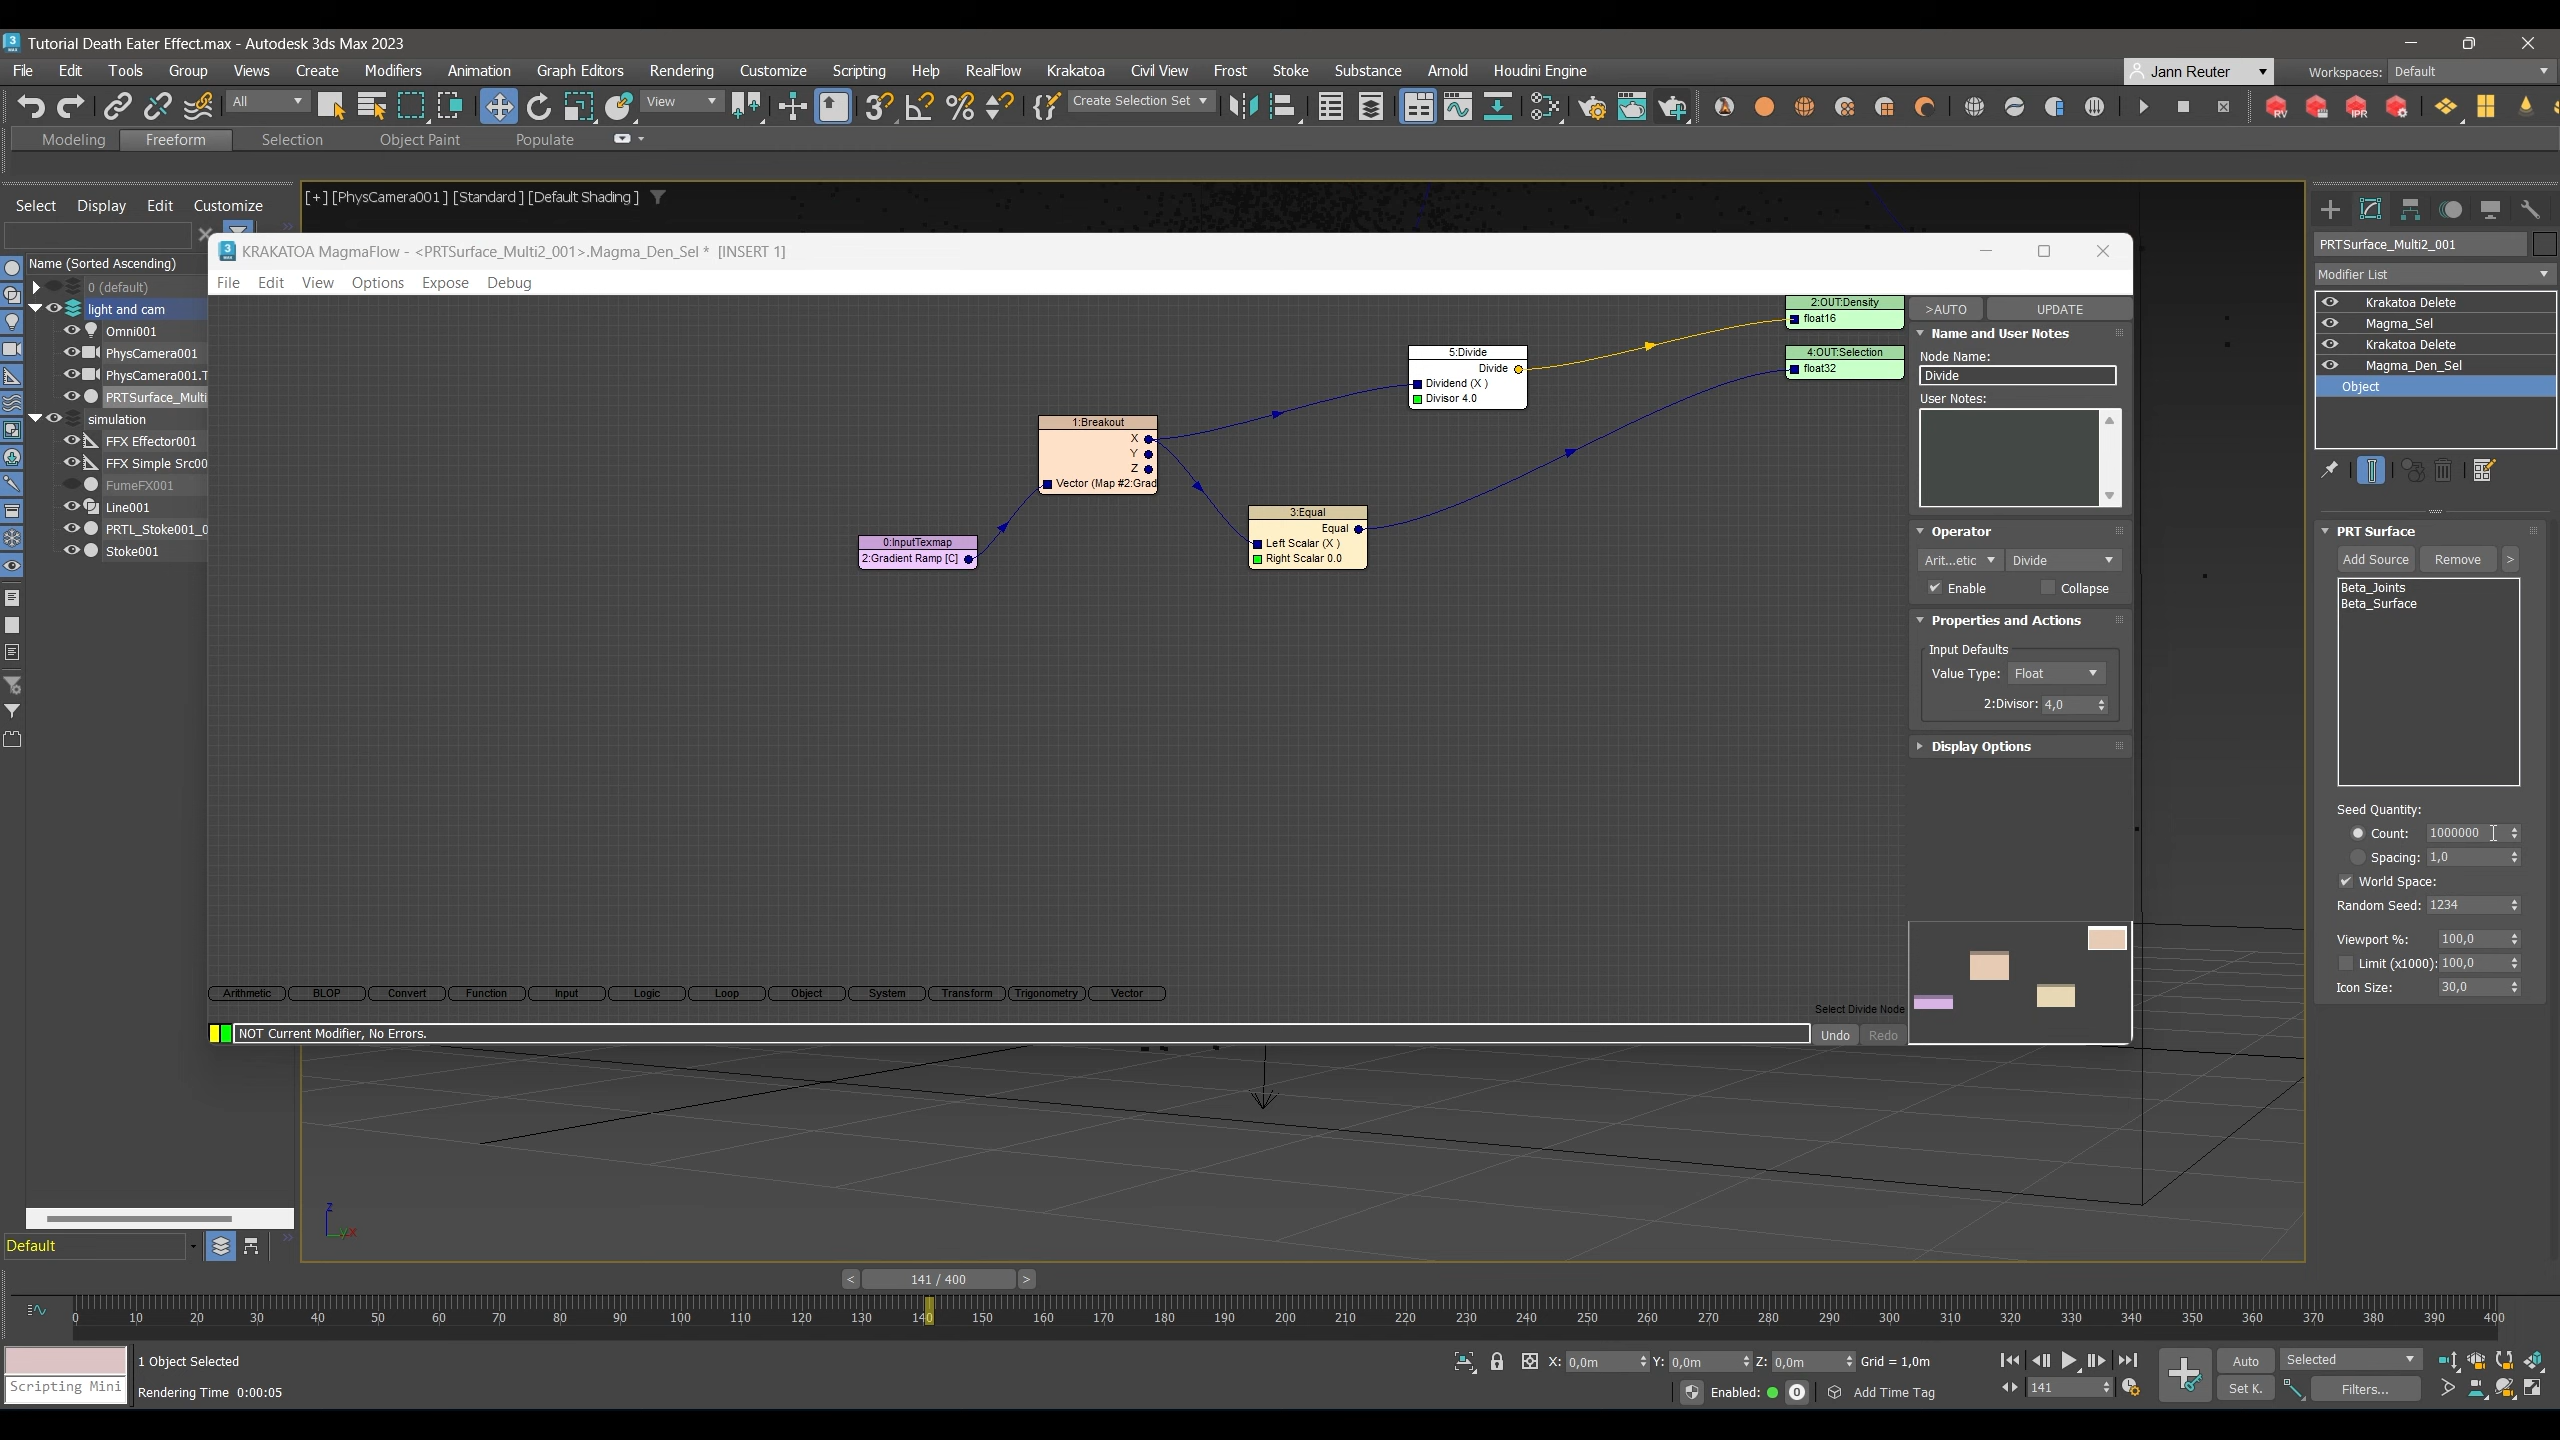 Tutorial Death Eater Effect.max - Autodesk 3ds Max 2023
File Edit Tools Group Views Create Modifiers Animation Graph Editors Rendering Customize Scripting Help RealFlow Krakatoa Civil View Frost Stoke Substance Arnold Houdini Engine
Jann Reuter
Workspaces: Default
All
View
Create Selection Set
RV
IPR
Modeling Freeform Selection Object Paint Populate
Select Display Edit Customize
[+] [PhysCamera001] [Standard] [Default Shading]
Name (Sorted Ascending)
0 (default)
light and cam
Omni001
PhysCamera001
PhysCamera001.T
PRTSurface_Multi
simulation
FFX Effector001
FFX Simple Src00
FumeFX001
Line001
PRTL_Stoke001_0
Stoke001
Default
KRAKATOA MagmaFlow - <PRTSurface_Multi2_001>.Magma_Den_Sel * [INSERT 1]
File Edit View Options Expose Debug
2:OUT:Density
float16
4:OUT:Selection
float32
5:Divide
Divide
Dividend (X )
Divisor 4.0
1:Breakout
X
Y
Z
Vector (Map #2:Grad
3:Equal
Equal
Left Scalar (X )
Right Scalar 0.0
0:InputTexmap
2:Gradient Ramp [C]
Arithmetic BLOP Convert Function Input Logic Loop Object System Transform Trigonometry Vector
Select Divide Node
NOT Current Modifier, No Errors.
Undo Redo
>AUTO UPDATE
Name and User Notes
Node Name:
Divide
User Notes:
Operator
Arit...etic Divide
Enable Collapse
Properties and Actions
Input Defaults
Value Type: Float
2:Divisor: 4,0
Display Options
PRTSurface_Multi2_001
Modifier List
Krakatoa Delete
Magma_Sel
Krakatoa Delete
Magma_Den_Sel
Object
PRT Surface
Add Source Remove >
Beta_Joints
Beta_Surface
Seed Quantity:
Count: 1000000
Spacing: 1,0
World Space:
Random Seed: 1234
Viewport %: 100,0
Limit (x1000): 100,0
Icon Size: 30,0
z
x
< 141 / 400 >
0 10 20 30 40 50 60 70 80 90 100 110 120 130 140 150 160 170 180 190 200 210 220 230 240 250 260 270 280 290 300 310 320 330 340 350 360 370 380 390 400
1 Object Selected
Scripting Mini
Rendering Time 0:00:05
X: 0,0m Y: 0,0m Z: 0,0m Grid = 1,0m
Enabled: 0 Add Time Tag
141
Auto Selected
Set K. Filters...